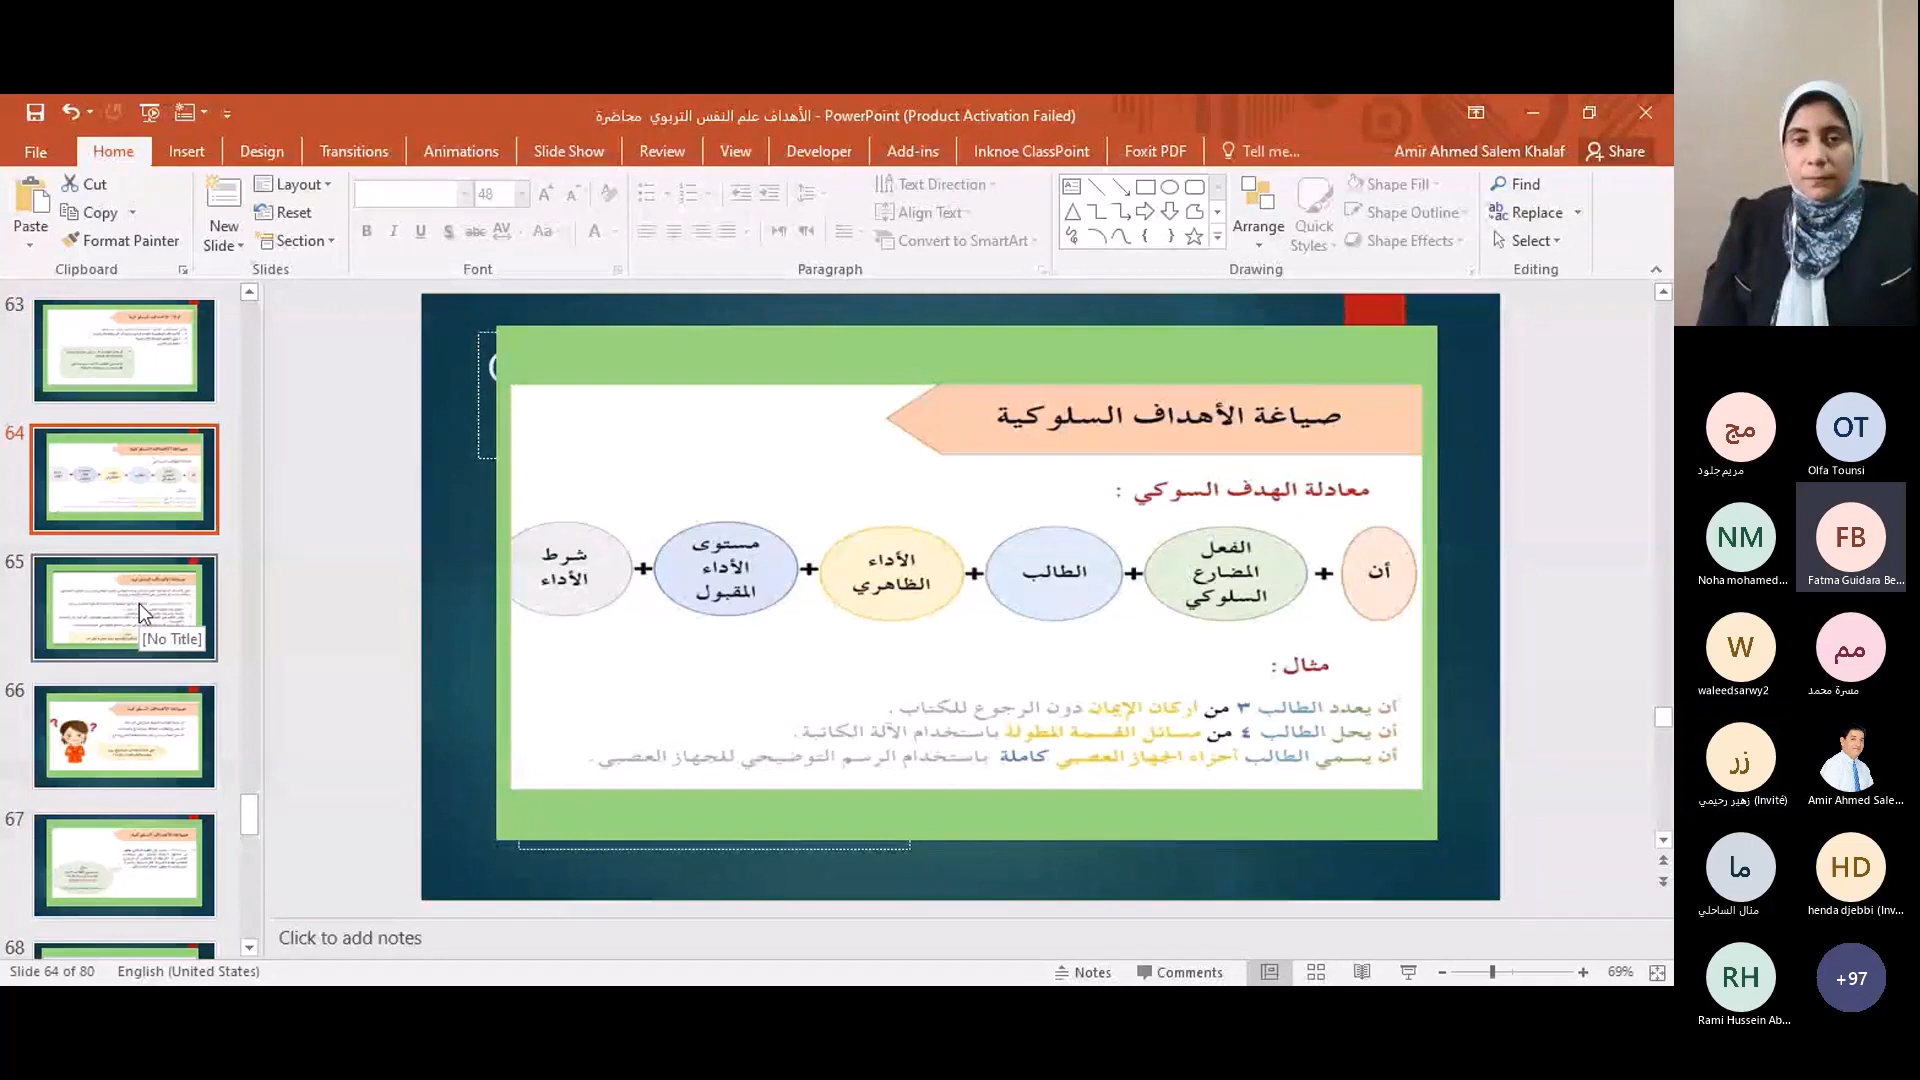 الأهداف علم النفس التربوي محاضرة - PowerPoint (Product Activation Failed)
File Home Insert Design Transitions Animations Slide Show Review View Developer Add-ins Inknoe ClassPoint Foxit PDF Tell me... Amir Ahmed Salem Khalaf Share
Paste
Cut
Copy
Format Painter
Clipboard
New Slide
Layout
Reset
Section
Slides
48
B I U S abc AV Aa A
Font
Paragraph
Text Direction
Align Text
Convert to SmartArt
Arrange
Quick Styles
Shape Fill
Shape Outline
Shape Effects
Drawing
Find
Replace
Select
Editing
63
64
صياغة الأهداف السلوكية
65
[No Title]
66
67
68
صياغة الأهداف السلوكية
معادلة الهدف السوكي :
أن + الفعل المضارع السلوكي + الطالب + الأداء الظاهري + مستوى الأداء المقبول + شرط الأداء
مثال :
أن يعدد الطالب ٣ من اركان الإيمان دون الرجوع للكتاب .
أن يحل الطالب ٤ من مسائل القسمة المطولة باستخدام الآلة الكاتبة .
أن يسمي الطالب أجزاء الجهاز العصبي كاملة باستخدام الرسم التوضيحي للجهاز العصبي .
Click to add notes
Slide 64 of 80 English (United States) Notes Comments 69%
مج
مريم جلود
OT
Olfa Tounsi
NM
Noha mohamed...
FB
Fatma Guidara Be...
W
waleedsarwy2
مم
مسرة محمد
زر
زهير رحيمي (Invité)
Amir Ahmed Sale...
ما
منال الساحلي
HD
henda djebbi (Inv...
RH
Rami Hussein Ab...
+97